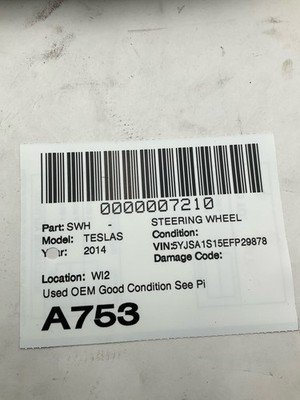 0000007210
Part: SWH - STEERING WHEEL
Model: TESLAS Condition:
Year: 2014 VIN:5YJSA1S15EFP29878
Damage Code:
Location: WI2
Used OEM Good Condition See Pi
A753